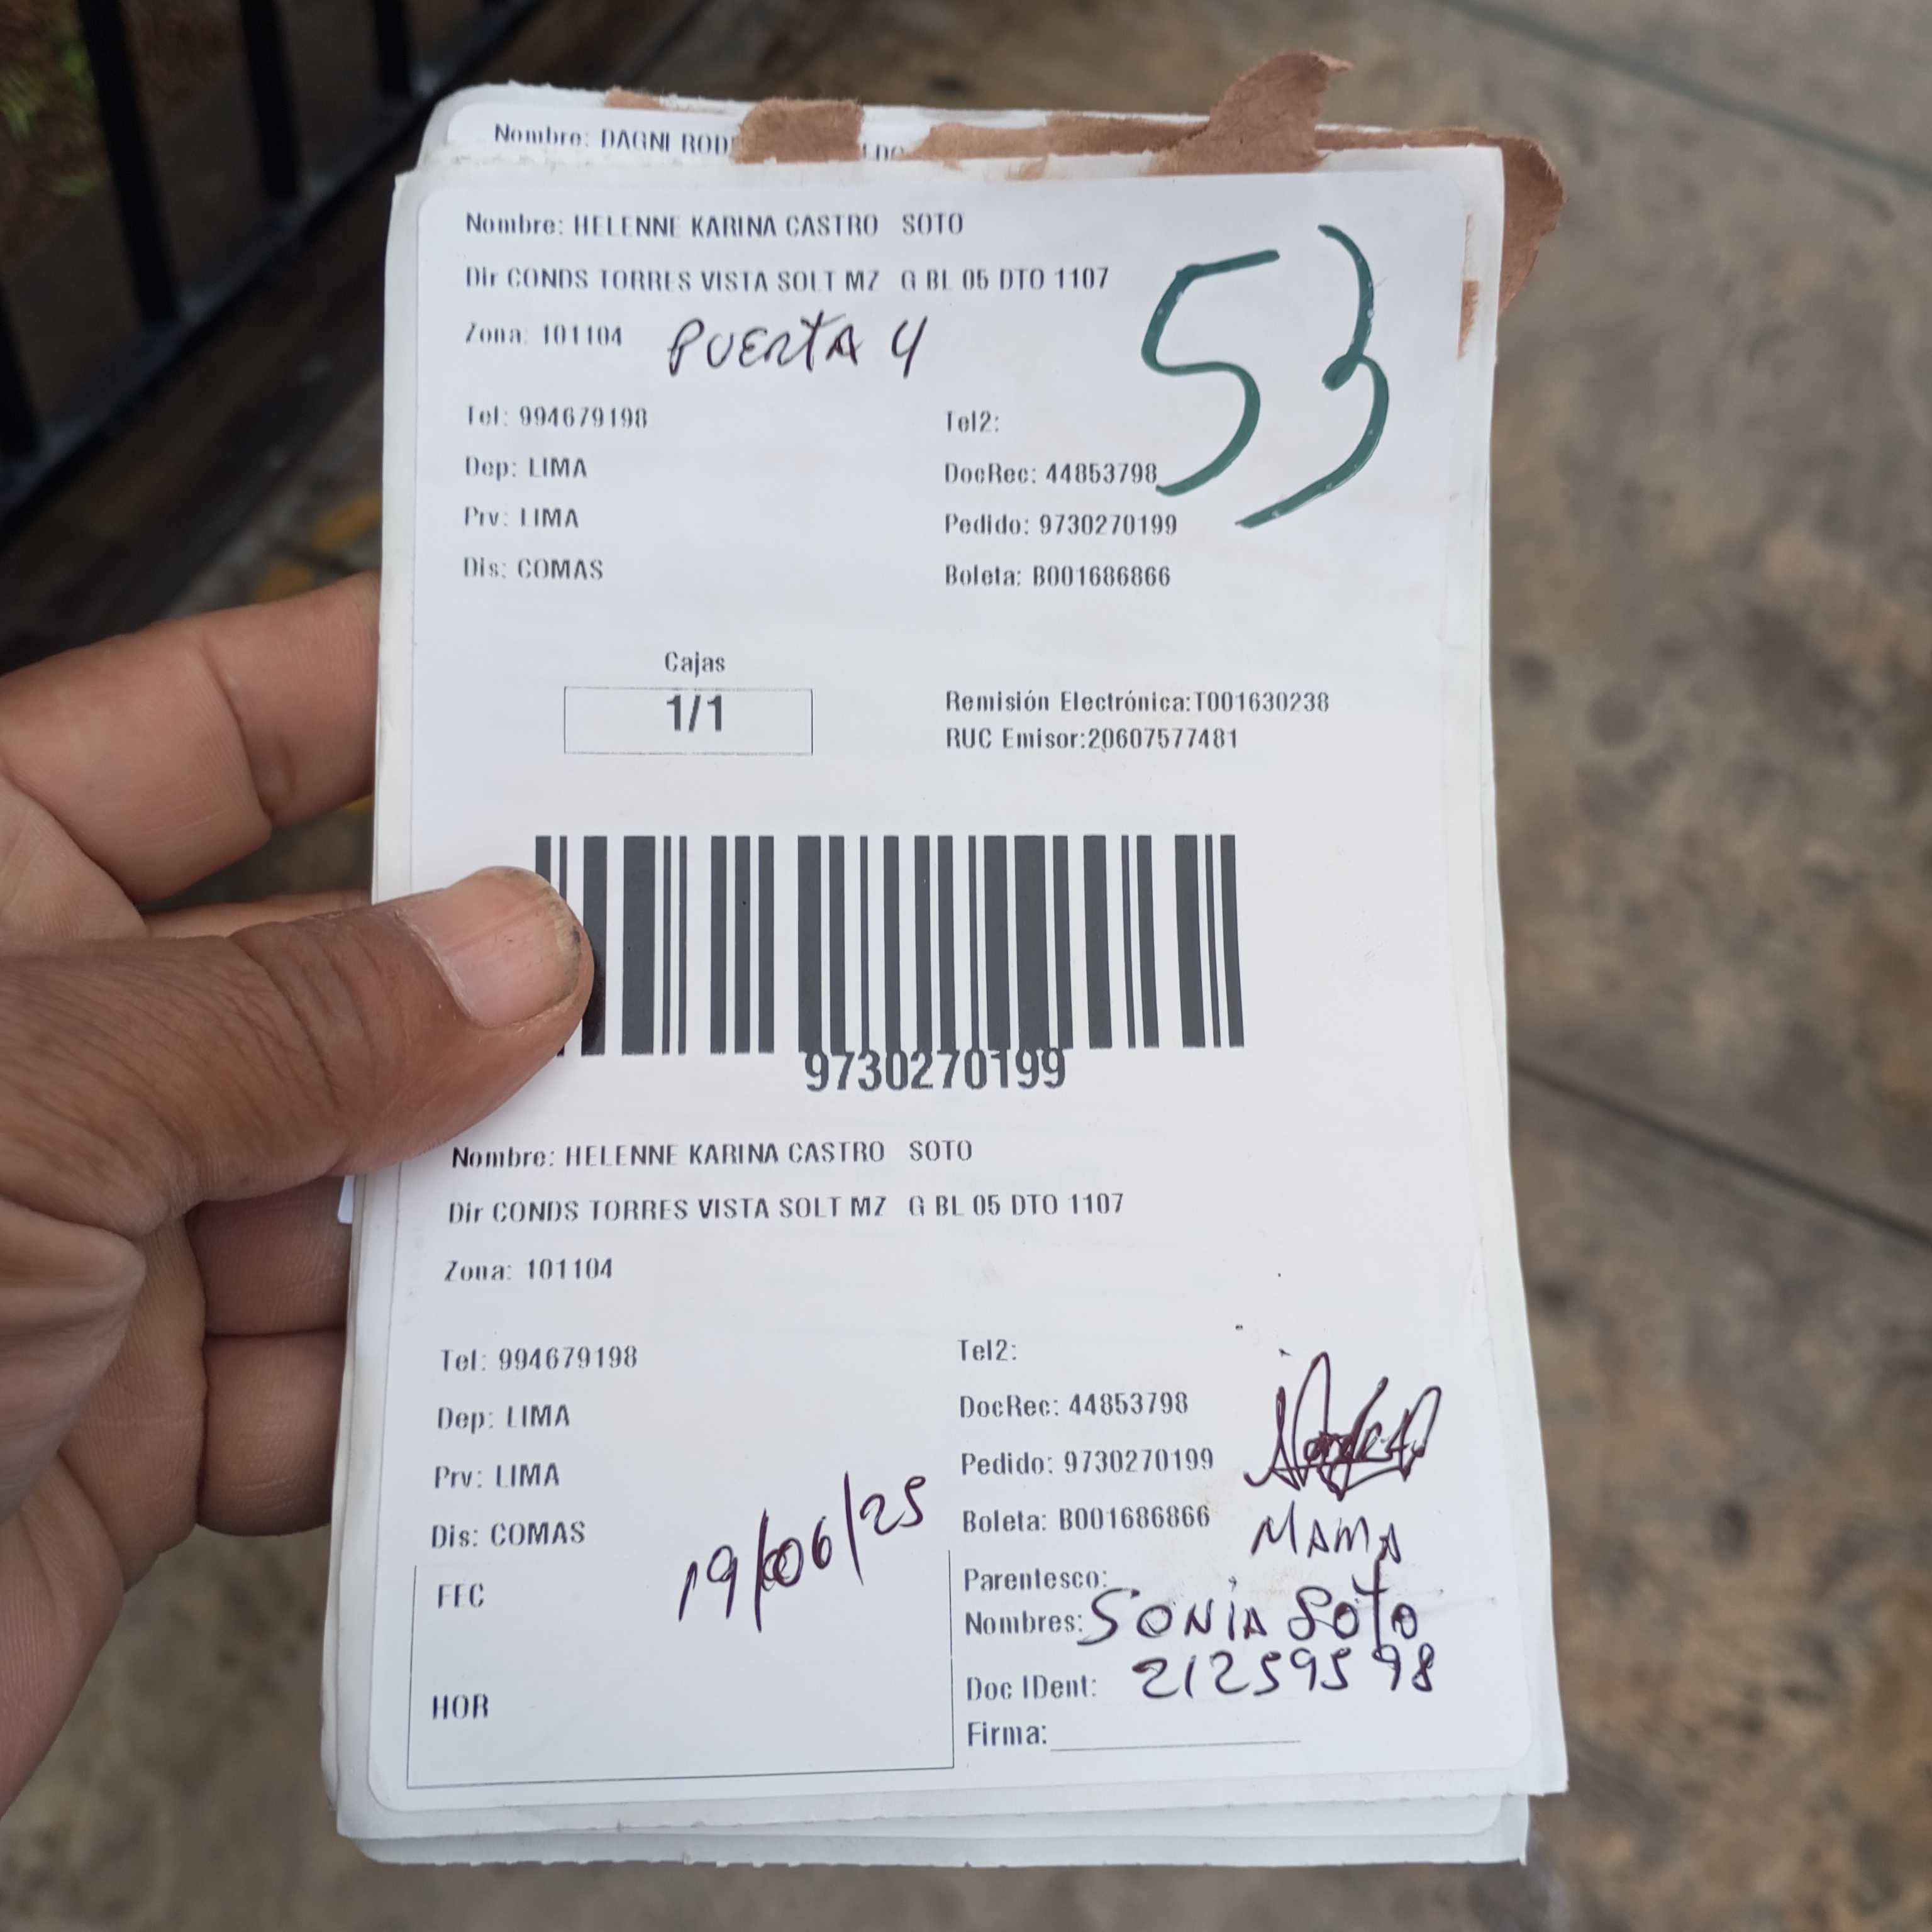 Nombre: DAGNI
Nombre: HELENNE KARINA CASTRO SOTO
Dir CONDS TORRES VISTA SOLT MZ G BL 05 DTO 1107
Zona: 101104 PUERTA 4
53
Tel: 994679198 Tel2:
Dep: LIMA DocRec: 44853798
Prv: LIMA Pedido: 9730270199
Dis: COMAS Boleta: B001686866
Cajas
1/1
Remisión Electrónica:T001630238
RUC Emisor:20607577481
9730270199
Nombre: HELENNE KARINA CASTRO SOTO
Dir CONDS TORRES VISTA SOLT MZ G BL 05 DTO 1107
Zona: 101104
Tel: 994679198 Tel2:
Dep: LIMA DocRec: 44853798
Prv: LIMA Pedido: 9730270199
Dis: COMAS Boleta: B001686866
19/06/25
MAMA
FEC Parentesco:
Nombres: SONIA SOTO
Doc IDent: 21259598
HOR Firma: